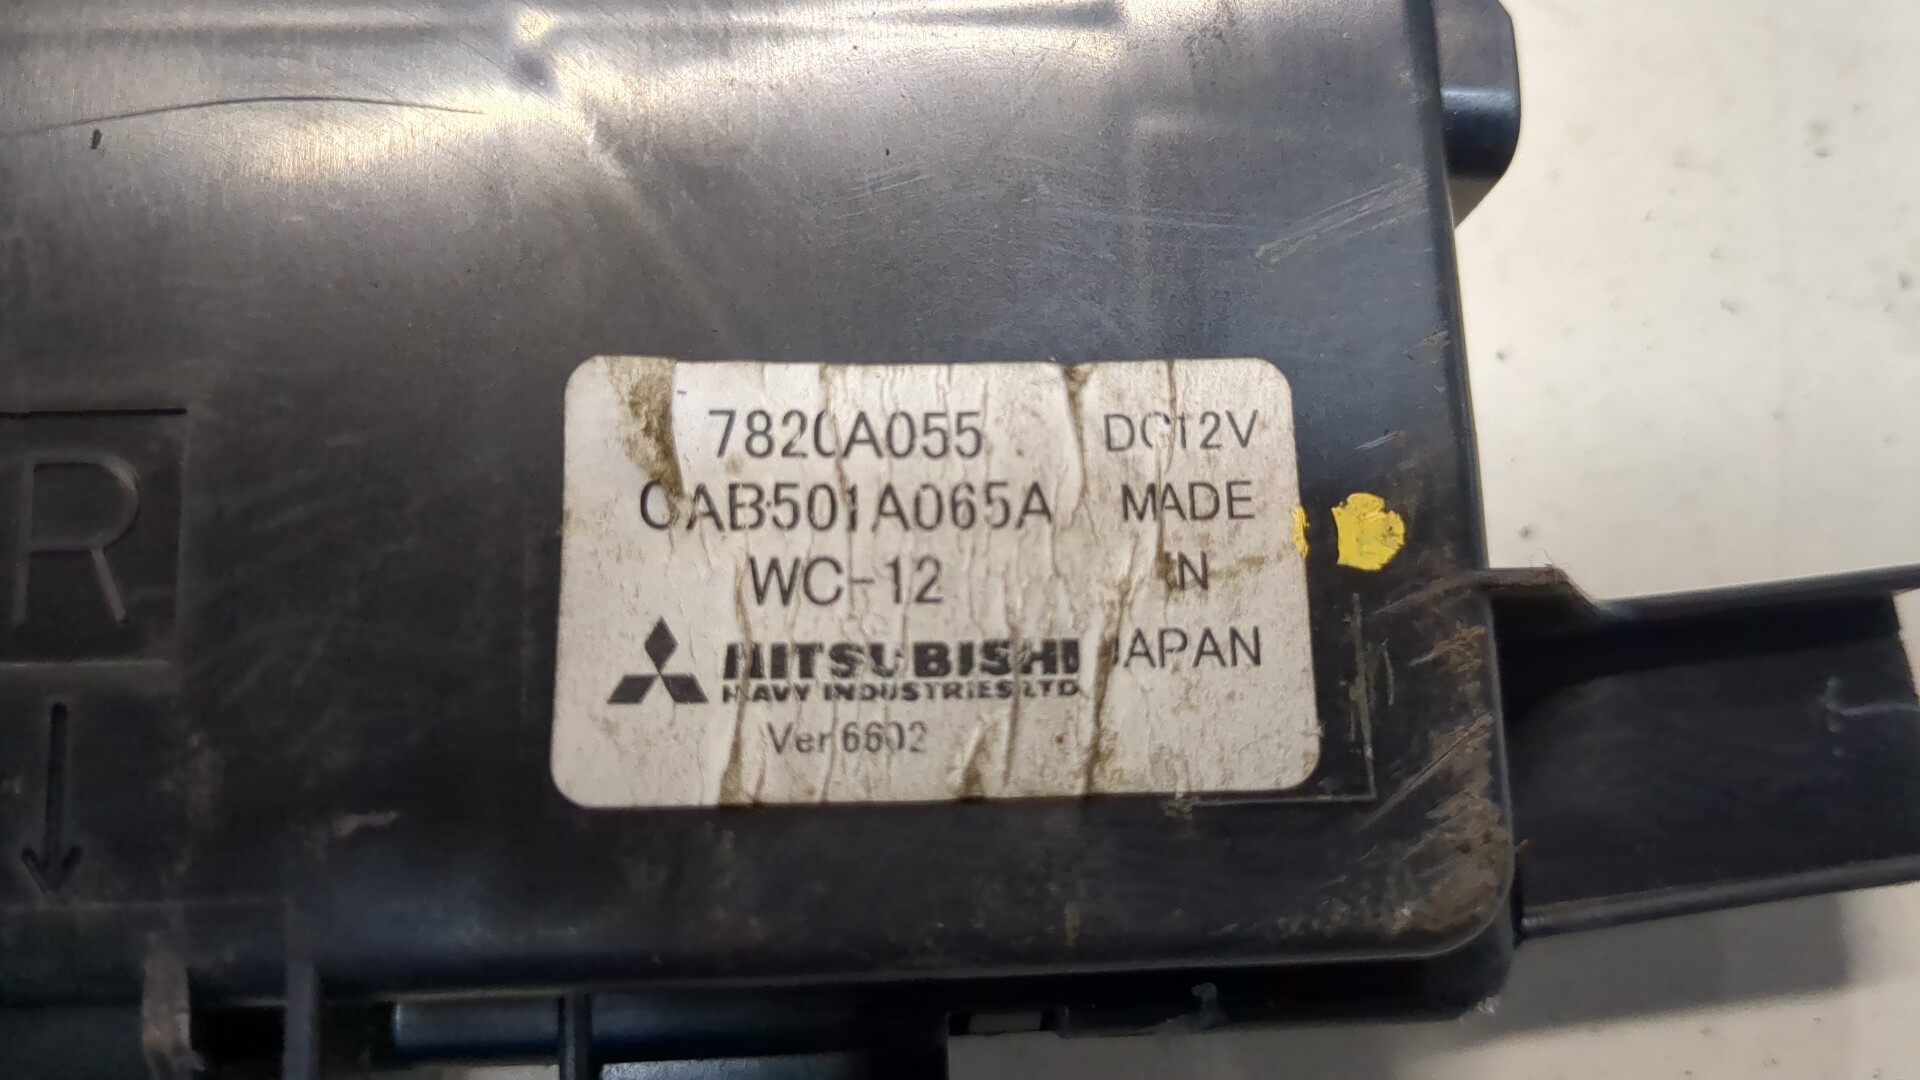 7820A055 DC12V
CAB501A065A MADE
WC-12 IN
MITSUBISHI JAPAN
HEAVY INDUSTRIES,LTD.
Ver 6602
R